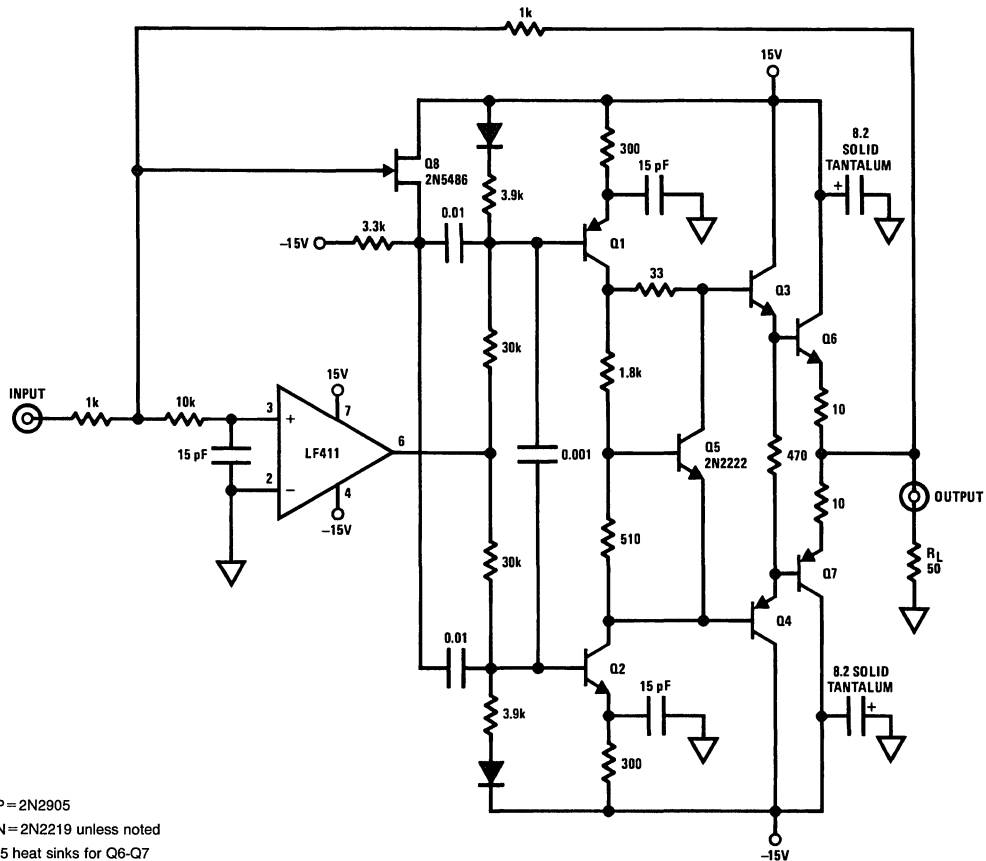 1k
15V
8.2
SOLID
TANTALUM
+
300
15 pF
Q8
2N5486
3.9k
0.01
3.3k
−15V
Q1
33
Q3
Q6
30k
1.8k
10
INPUT
1k
10k
15V
7
3
+
LF411
6
15 pF
2
−
4
−15V
0.001
Q5
2N2222
470
OUTPUT
10
RL
50
30k
510
Q7
Q4
0.01
Q2
15 pF
8.2 SOLID
TANTALUM
+
3.9k
300
−15V
P=2N2905
N=2N2219 unless noted
5 heat sinks for Q6-Q7